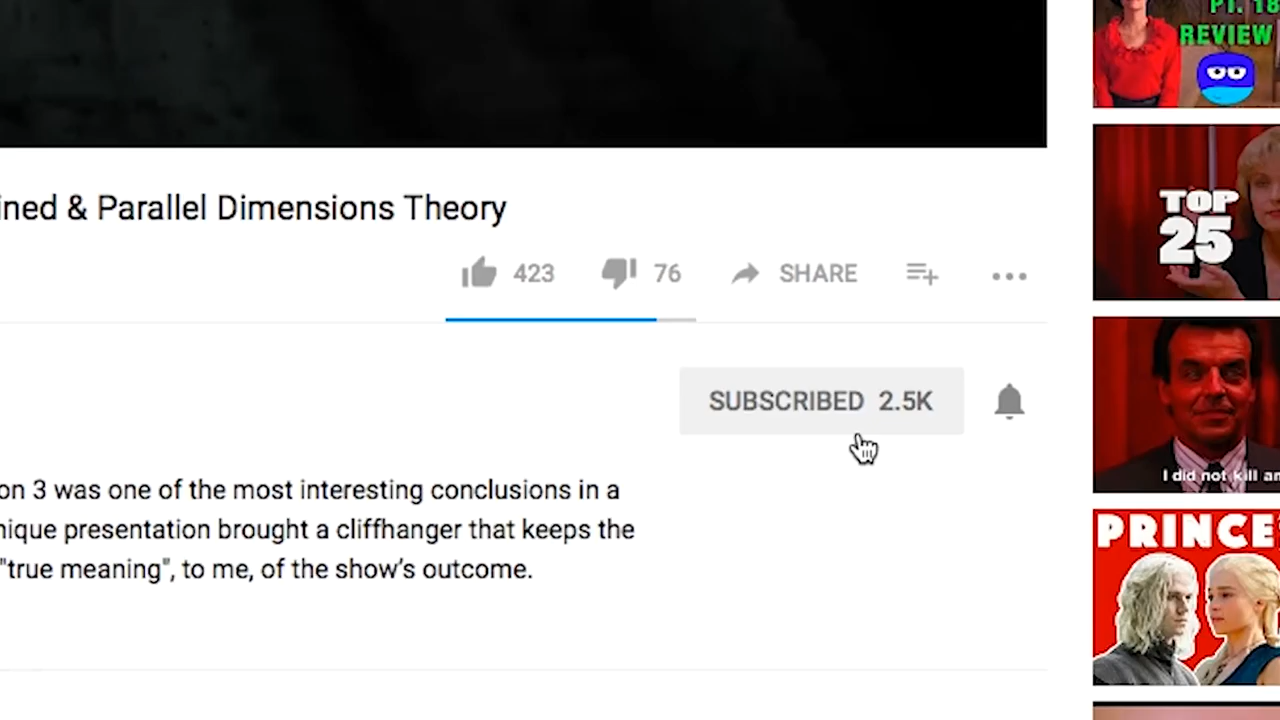 PT. 18
REVIEW
TOP
25
ined & Parallel Dimensions Theory
423 76 SHARE
I did not kill an
SUBSCRIBED 2.5K
on 3 was one of the most interesting conclusions in a
nique presentation brought a cliffhanger that keeps the
"true meaning", to me, of the show's outcome.
PRINCE